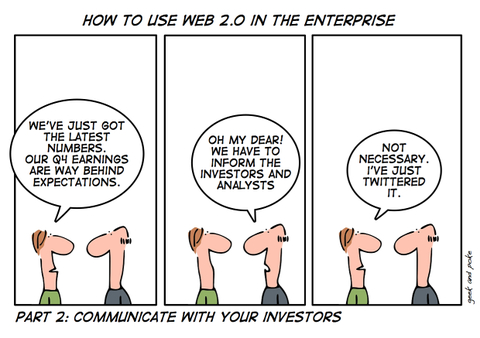 HOW TO USE WEB 2.0 IN THE ENTERPRISE
WE'VE JUST GOT
THE LATEST
NUMBERS.
OUR Q4 EARNINGS
ARE WAY BEHIND
EXPECTATIONS.
OH MY DEAR!
WE HAVE TO
INFORM THE
INVESTORS AND
ANALYSTS
NOT
NECESSARY.
I'VE JUST
TWITTERED
IT.
geek and poke
PART 2: COMMUNICATE WITH YOUR INVESTORS